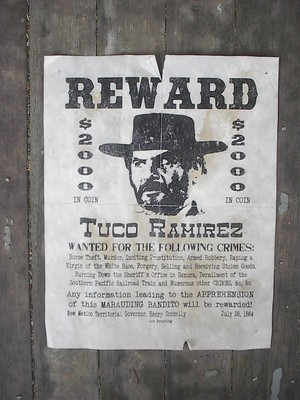 REWARD
$2000
IN COIN
$2000
IN COIN
TUCO RAMIREZ
WANTED FOR THE FOLLOWING CRIMES:
Horse Theft, Murder, Inciting Prostitution, Armed Robbery, Raping a
Virgin of the White Race, Forgery, Selling and Receiving Stolen Goods,
Burning Down the Sheriff's office in Sonora, Derailment of the
Southern Pacific Railroad Train and Numerous other CRIMES, &c, &c
Any information leading to the APPREHENSION
of this MARAUDING BANDITO will be rewarded!
New Mexico Territorial Governor, Henry Connelly July 28, 1864